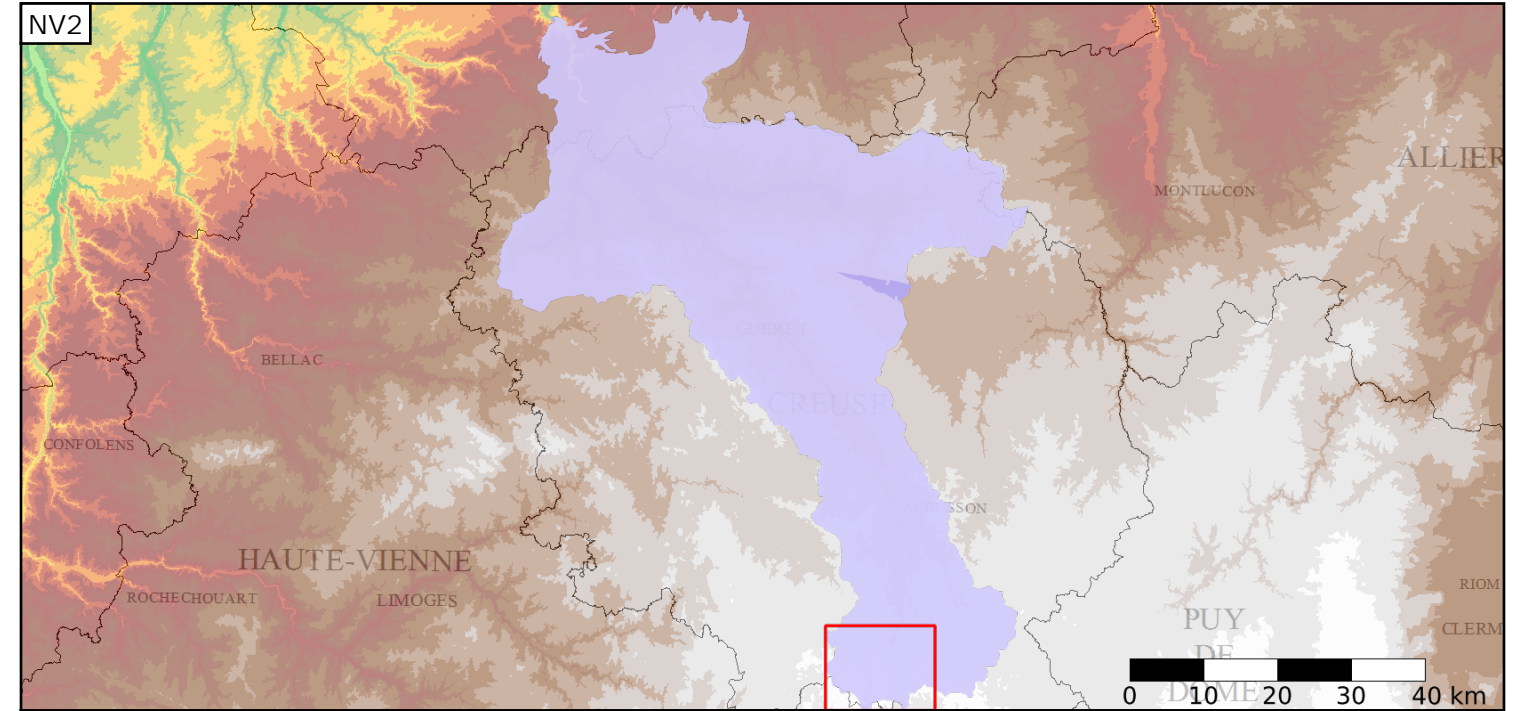 NV2
ALLIER
MONTLUCON
GUERET
BELLAC
CREUSE
CONFOLENS
AUBUSSON
HAUTE-VIENNE
RIOM
ROCHECHOUART
LIMOGES
PUY
DE
DOME
CLERM
0 10 20 30 40 km